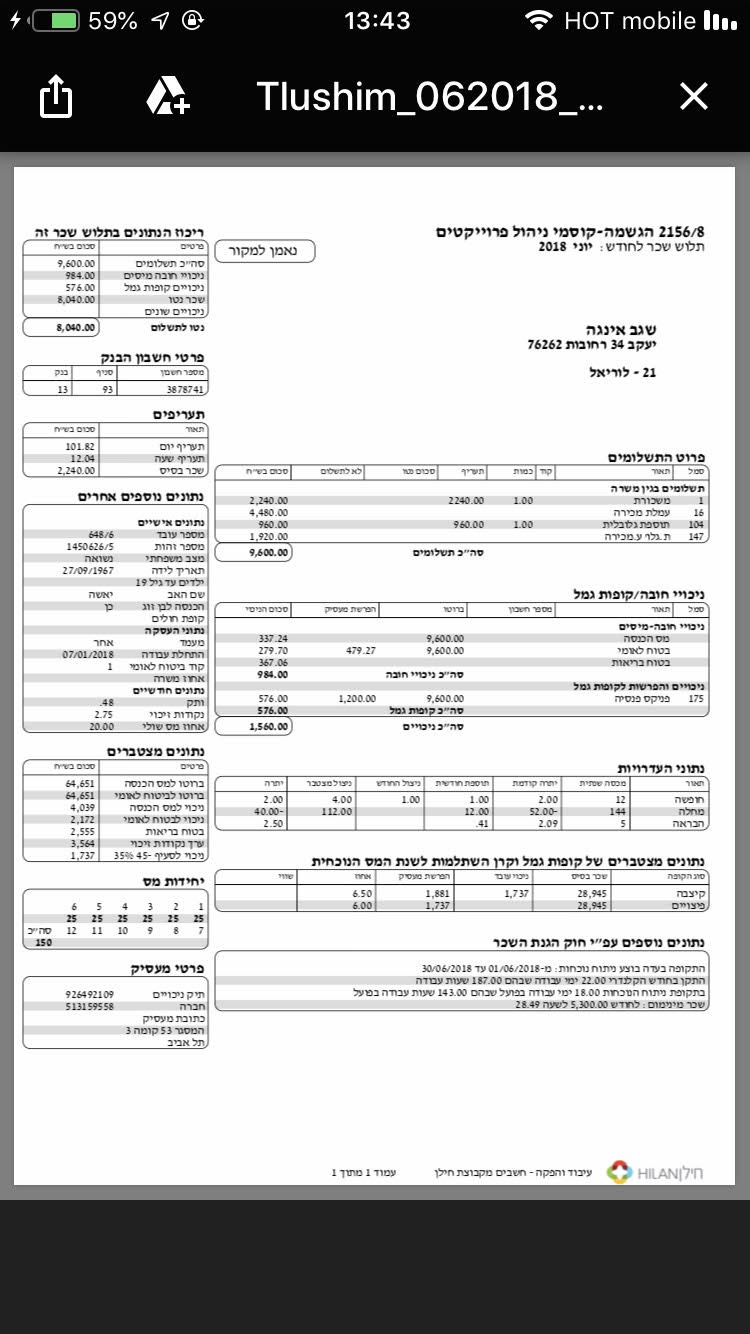 59% 13:43 HOT mobile
Tlushim_062018_...
2156/8 הגשמה-קוסמי ניהול פרוייקטים
תלוש שכר לחודש: יוני 2018
נאמן למקור
שגב אינגה
יעקב 34 רחובות 76262
21 - לוריאל
פרוט התשלומים
סמל תאור קוד כמות תעריף סכום נטו לא לתשלום סכום בש״ח
תשלומים בגין משרה
1 משכורת 1.00 2240.00 2,240.00
16 עמלת מכירה 4,480.00
104 תוספת גלובלית 1.00 960.00 960.00
147 ת.גלוי ע.מכירה 1,920.00
סה״כ תשלומים 9,600.00
ניכויי חובה/קופות גמל
סמל תאור מספר חשבון ברוטו הפרשת מעסיק סכום הניכוי
ניכויי חובה-מיסים
מס הכנסה 9,600.00 337.24
בטוח לאומי 9,600.00 479.27 279.70
בטוח בריאות 367.06
סה״כ ניכויי חובה 984.00
ניכויים והפרשות לקופות גמל
175 פניקס פנסיה 9,600.00 1,200.00 576.00
סה״כ קופות גמל 576.00
סה״כ ניכויים 1,560.00
נתוני העדרויות
תאור מכסה שנתית יתרה קודמת תוספת חודשית ניצול החודש ניצול מצטבר יתרה
חופשה 12 2.00 1.00 1.00 4.00 2.00
מחלה 144 52.00- 12.00 112.00 40.00-
הבראה 5 2.09 .41 2.50
נתונים מצטברים של קופות גמל וקרן השתלמות לשנת המס הנוכחית
סוג הקופה שכר בסיס ניכוי עובד הפרשת מעסיק אחוז שווי
קיצבה 28,945 1,737 1,881 6.50
פיצויים 28,945 1,737 6.00
נתונים נוספים עפ״י חוק הגנת השכר
התקופה בעדה בוצע ניתוח נוכחות: מ-01/06/2018 עד 30/06/2018
התקן בחודש הקלנדרי 22.00 ימי עבודה שבהם 187.00 שעות עבודה
בתקופת ניתוח הנוכחות 18.00 ימי עבודה בפועל שבהם 143.00 שעות עבודה בפועל
שכר מינימום: לחודש 5,300.00 לשעה 28.49
ריכוז הנתונים בתלוש שכר זה
פרטים סכום בש״ח
סה״כ תשלומים 9,600.00
ניכויי חובה מיסים 984.00
ניכויים קופות גמל 576.00
שכר נטו 8,040.00
ניכויים שונים
נטו לתשלום 8,040.00
פרטי חשבון הבנק
מספר חשבון סניף בנק
3878741 93 13
תעריפים
תאור סכום בש״ח
תעריף יום 101.82
תעריף שעה 12.04
שכר בסיס 2,240.00
נתונים נוספים אחרים
נתונים אישיים
מספר עובד 648/6
מספר זהות 1450626/5
מצב משפחתי נשואה
תאריך לידה 27/09/1967
ילדים עד גיל 19
שם האב יאשה
הכנסה לבן זוג כן
קופת חולים
נתוני העסקה
מעמד אחר
התחלת עבודה 07/01/2018
קוד ביטוח לאומי 1
אחוז משרה
נתונים חודשיים
ותק .48
נקודות זיכוי 2.75
אחוז מס שולי 20.00
נתונים מצטברים
פרטים סכום בש״ח
ברוטו למס הכנסה 64,651
ברוטו לביטוח לאומי 64,651
ניכוי למס הכנסה 4,039
ניכוי לבטוח לאומי 2,172
בטוח בריאות 2,555
ערך נקודות זיכוי 3,564
ניכוי לסעיף 45- 35% 1,737
יחידות מס
1 2 3 4 5 6
25 25 25 25 25 25
7 8 9 10 11 12 סה״כ
150
פרטי מעסיק
תיק ניכויים 926492109
חברה 513159558
כתובת מעסיק
המסגר 53 קומה 3
תל אביב
חילן|HILAN עיבוד והפקה - חשבים מקבוצת חילן עמוד 1 מתוך 1